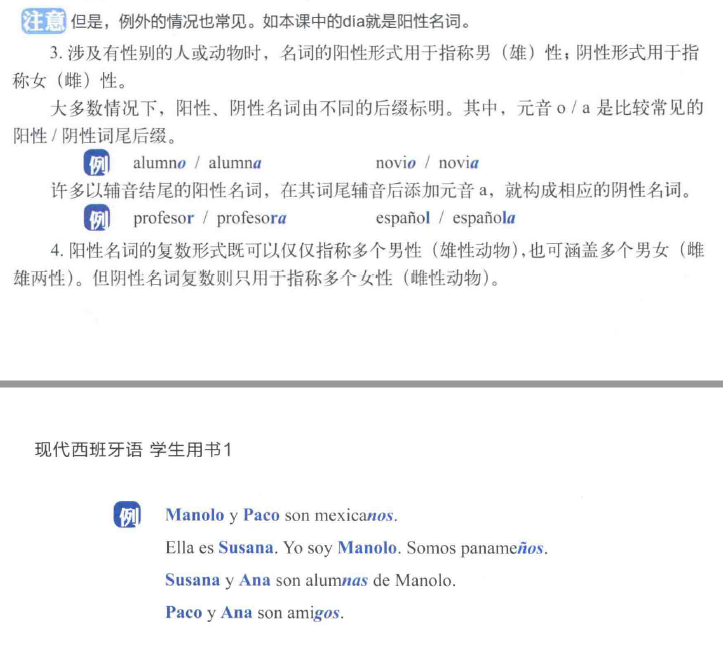 注意 但是，例外的情况也常见。如本课中的día就是阳性名词。
3. 涉及有性别的人或动物时，名词的阳性形式用于指称男（雄）性；阴性形式用于指
称女（雌）性。
大多数情况下，阳性、阴性名词由不同的后缀标明。其中，元音 o / a 是比较常见的
阳性 / 阴性词尾后缀。
例 alumno / alumna novio / novia
许多以辅音结尾的阳性名词，在其词尾辅音后添加元音 a，就构成相应的阴性名词。
例 profesor / profesora español / española
4. 阳性名词的复数形式既可以仅仅指称多个男性（雄性动物），也可涵盖多个男女（雌
雄两性）。但阴性名词复数则只用于指称多个女性（雌性动物）。
现代西班牙语 学生用书1
例 Manolo y Paco son mexicanos.
Ella es Susana. Yo soy Manolo. Somos panameños.
Susana y Ana son alumnas de Manolo.
Paco y Ana son amigos.